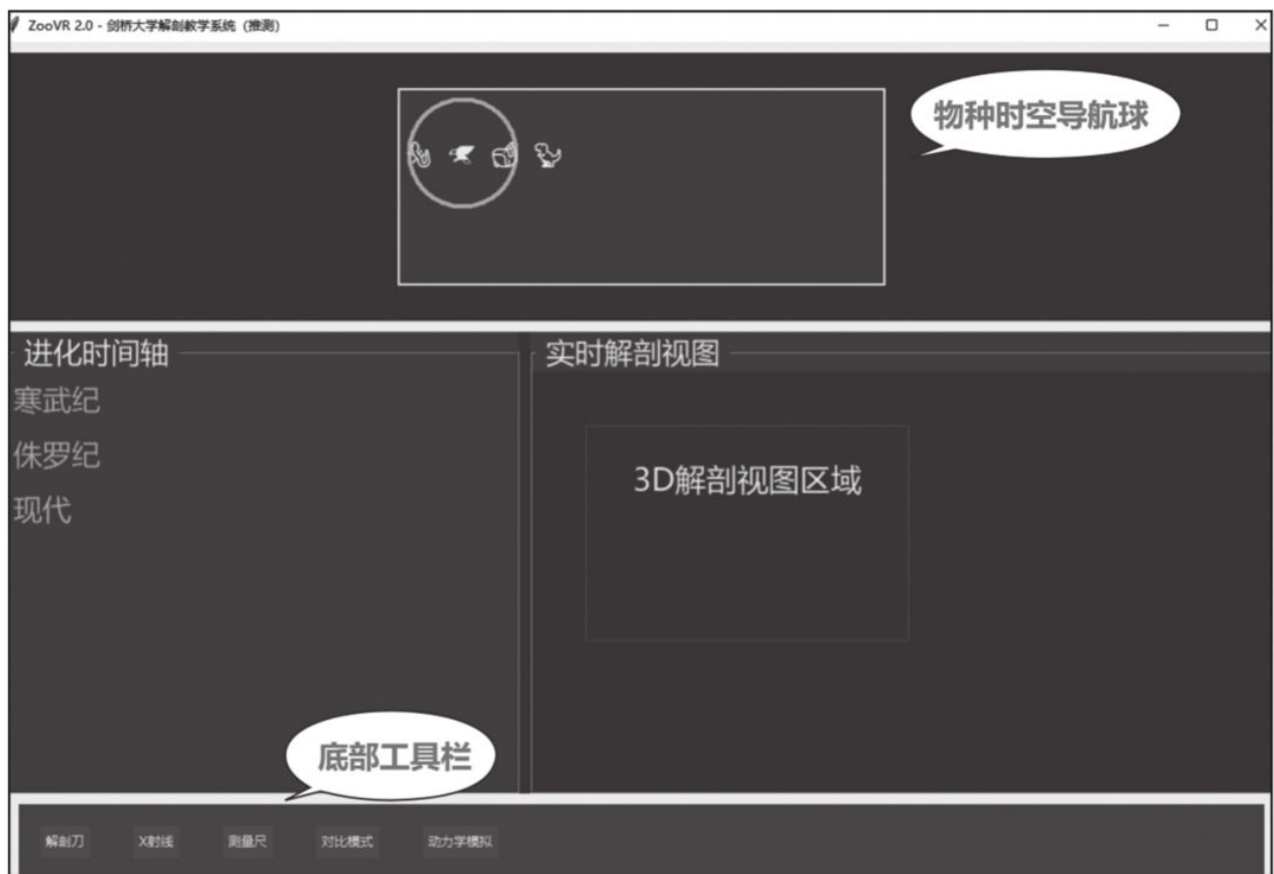 ZooVR 2.0 - 剑桥大学解剖教学系统（推测）
物种时空导航球
进化时间轴
寒武纪
侏罗纪
现代
实时解剖视图
3D解剖视图区域
底部工具栏
解剖刀 X射线 测量尺 对比模式 动力学模拟